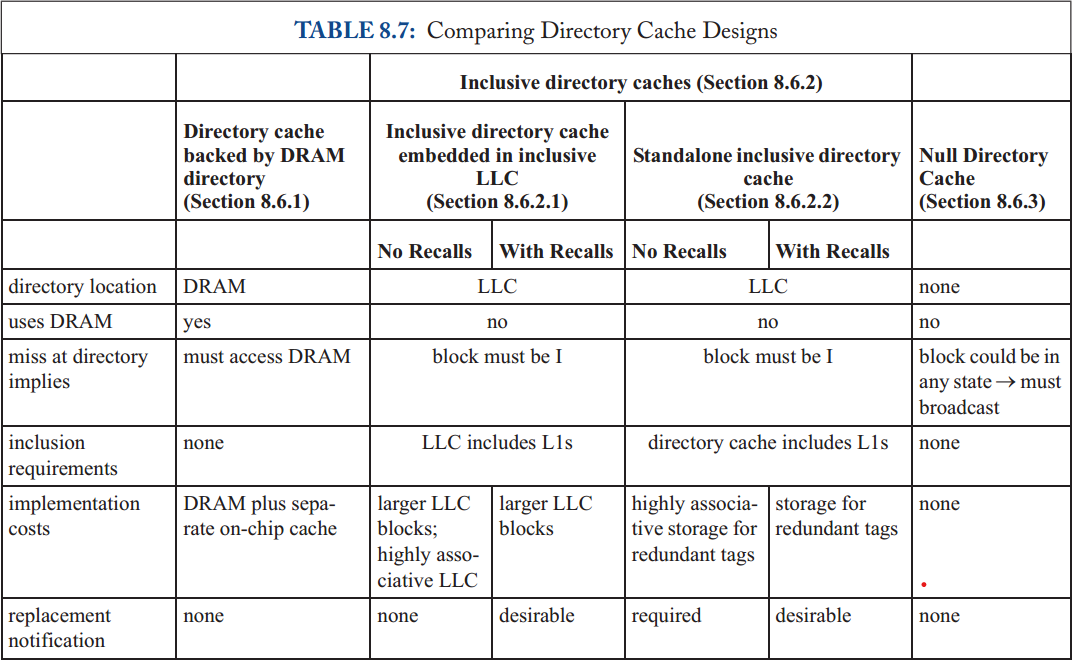 TABLE 8.7: Comparing Directory Cache Designs
Inclusive directory caches (Section 8.6.2)
Directory cache
backed by DRAM
directory
(Section 8.6.1)
Inclusive directory cache
embedded in inclusive
LLC
(Section 8.6.2.1)
Standalone inclusive directory
cache
(Section 8.6.2.2)
Null Directory
Cache
(Section 8.6.3)
No Recalls
With Recalls
No Recalls
With Recalls
directory location
DRAM
LLC
LLC
none
uses DRAM
yes
no
no
no
miss at directory
implies
must access DRAM
block must be I
block must be I
block could be in
any state → must
broadcast
inclusion
requirements
none
LLC includes L1s
directory cache includes L1s
none
implementation
costs
DRAM plus sepa-
rate on-chip cache
larger LLC
blocks;
highly asso-
ciative LLC
larger LLC
blocks
highly associa-
tive storage for
redundant tags
storage for
redundant tags
none
replacement
notification
none
none
desirable
required
desirable
none